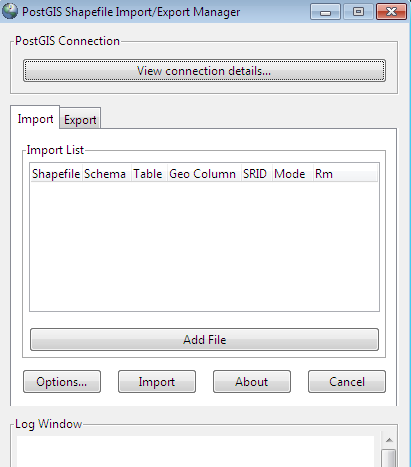 PostGIS Shapefile Import/Export Manager
PostGIS Connection
View connection details...
Import Export
Import List
Shapefile Schema Table Geo Column SRID Mode Rm
Add File
Options... Import About Cancel
Log Window